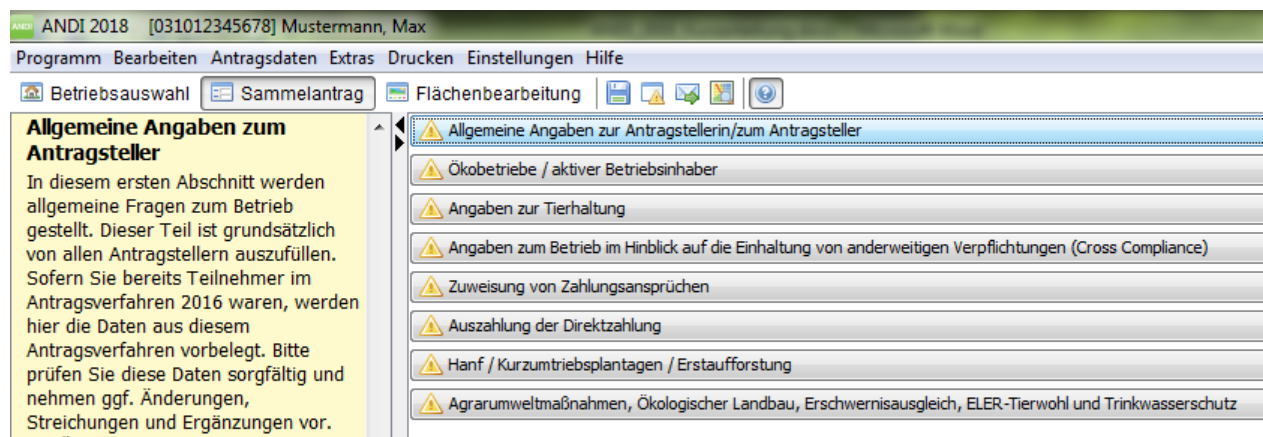 ANDI 2018 [031012345678] Mustermann, Max
Programm Bearbeiten Antragsdaten Extras Drucken Einstellungen Hilfe
Betriebsauswahl Sammelantrag Flächenbearbeitung
Allgemeine Angaben zum
Antragsteller
In diesem ersten Abschnitt werden
allgemeine Fragen zum Betrieb
gestellt. Dieser Teil ist grundsätzlich
von allen Antragstellern auszufüllen.
Sofern Sie bereits Teilnehmer im
Antragsverfahren 2016 waren, werden
hier die Daten aus diesem
Antragsverfahren vorbelegt. Bitte
prüfen Sie diese Daten sorgfältig und
nehmen ggf. Änderungen,
Streichungen und Ergänzungen vor.
Allgemeine Angaben zur Antragstellerin/zum Antragsteller
Ökobetriebe / aktiver Betriebsinhaber
Angaben zur Tierhaltung
Angaben zum Betrieb im Hinblick auf die Einhaltung von anderweitigen Verpflichtungen (Cross Compliance)
Zuweisung von Zahlungsansprüchen
Auszahlung der Direktzahlung
Hanf / Kurzumtriebsplantagen / Erstaufforstung
Agrarumweltmaßnahmen, Ökologischer Landbau, Erschwernisausgleich, ELER-Tierwohl und Trinkwasserschutz